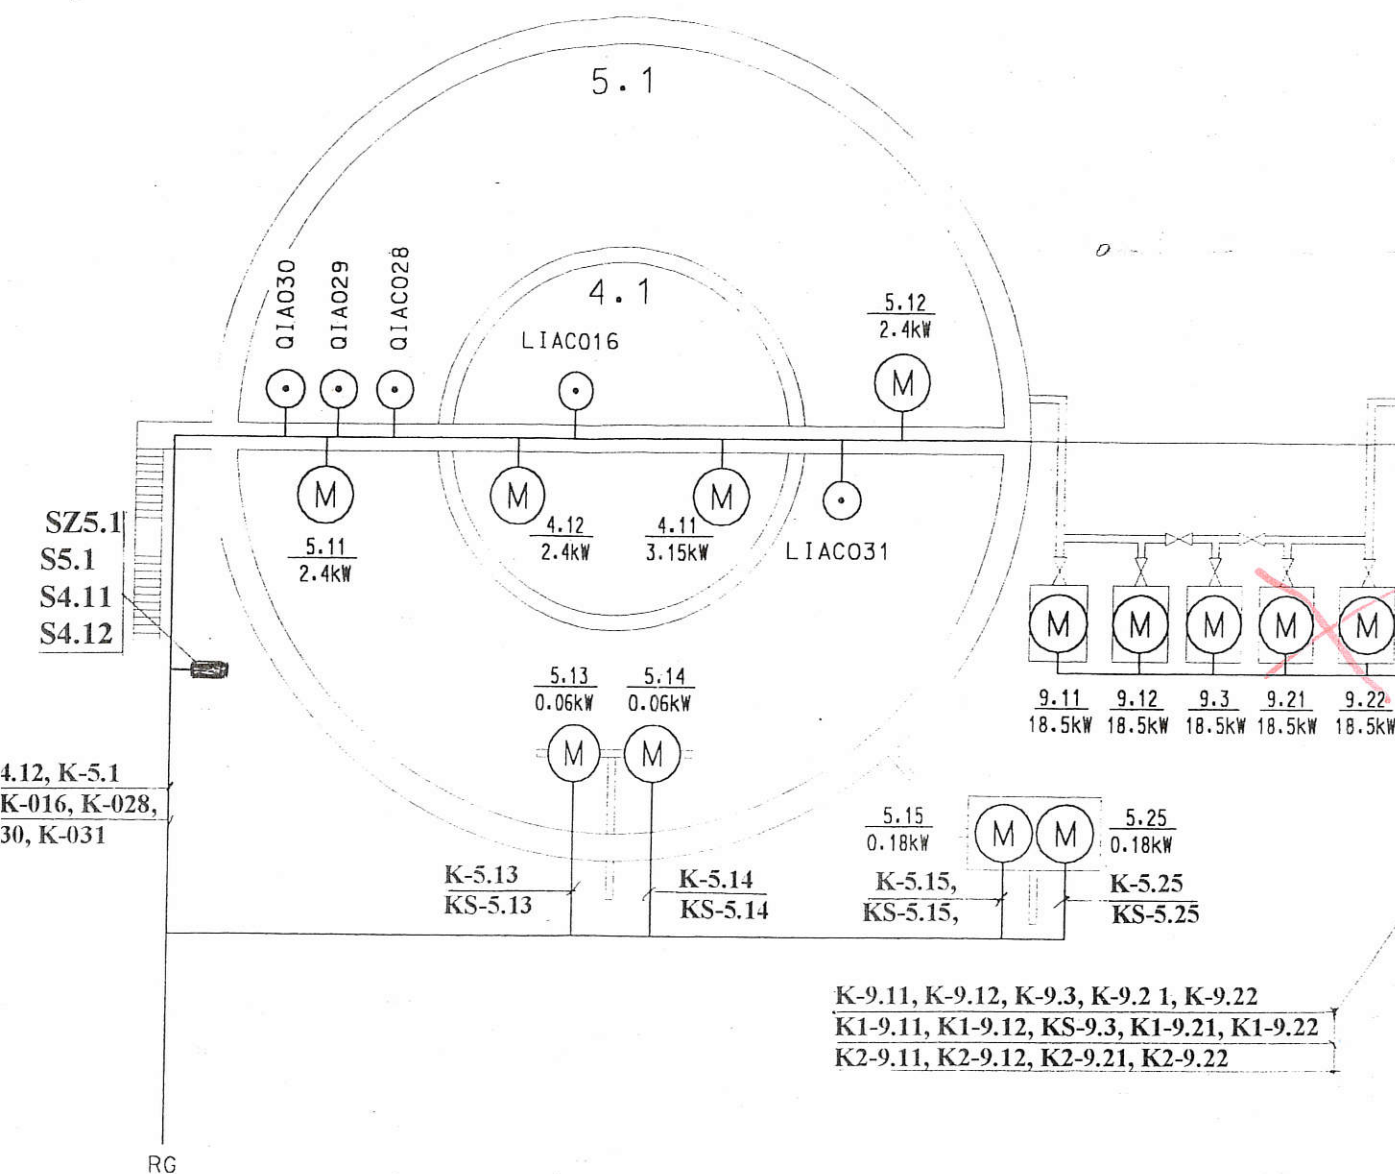 5.1
4.1
QIA030
QIA029
QIAC028
LIAC016
5.12
2.4kW
M
M
5.11
2.4kW
M
4.12
2.4kW
M
4.11
3.15kW
LIAC031
SZ5.1
S5.1
S4.11
S4.12
M
M
M
M
M
9.11
18.5kW
9.12
18.5kW
9.3
18.5kW
9.21
18.5kW
9.22
18.5kW
5.13
0.06kW
5.14
0.06kW
M
M
4.12, K-5.1
K-016, K-028,
30, K-031
5.15
0.18kW
M
M
5.25
0.18kW
K-5.13
KS-5.13
K-5.14
KS-5.14
K-5.15,
KS-5.15,
K-5.25
KS-5.25
K-9.11, K-9.12, K-9.3, K-9.2 1, K-9.22
K1-9.11, K1-9.12, KS-9.3, K1-9.21, K1-9.22
K2-9.11, K2-9.12, K2-9.21, K2-9.22
RG